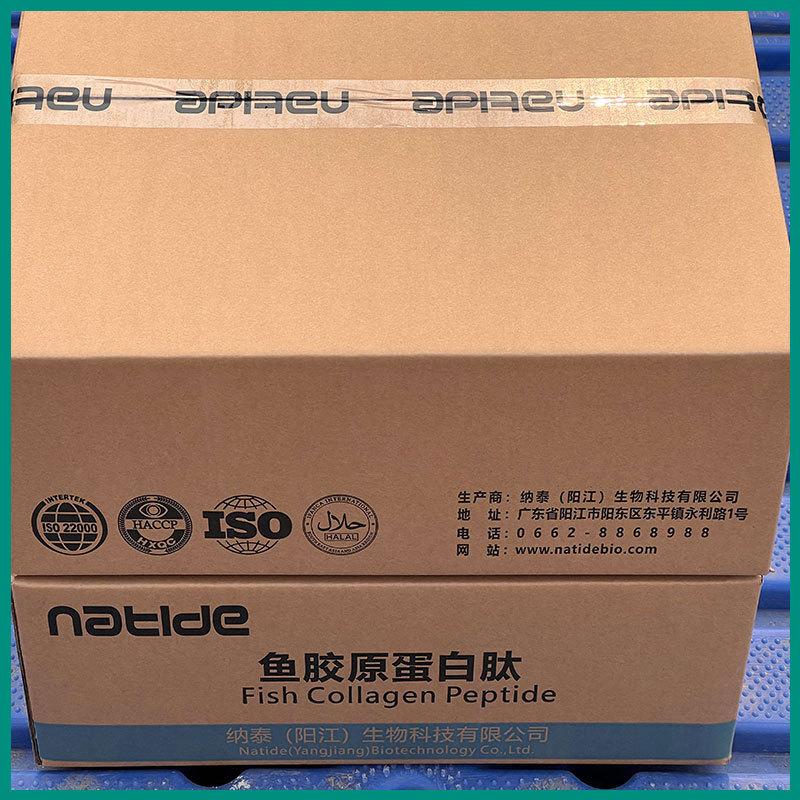 natide natide natide natide
INTERTEK
ISO 22000
HACCP
HXQC
ISO
IFANCA INTERNATIONAL
حلال
HALAL
生产商：纳泰（阳江）生物科技有限公司
地 址：广东省阳江市阳东区东平镇永利路1号
电 话：0662-8868988
网 站：www.natidebio.com
natide
鱼胶原蛋白肽
Fish Collagen Peptide
纳泰（阳江）生物科技有限公司
Natide(Yangjiang)Biotechnology Co.,Ltd.